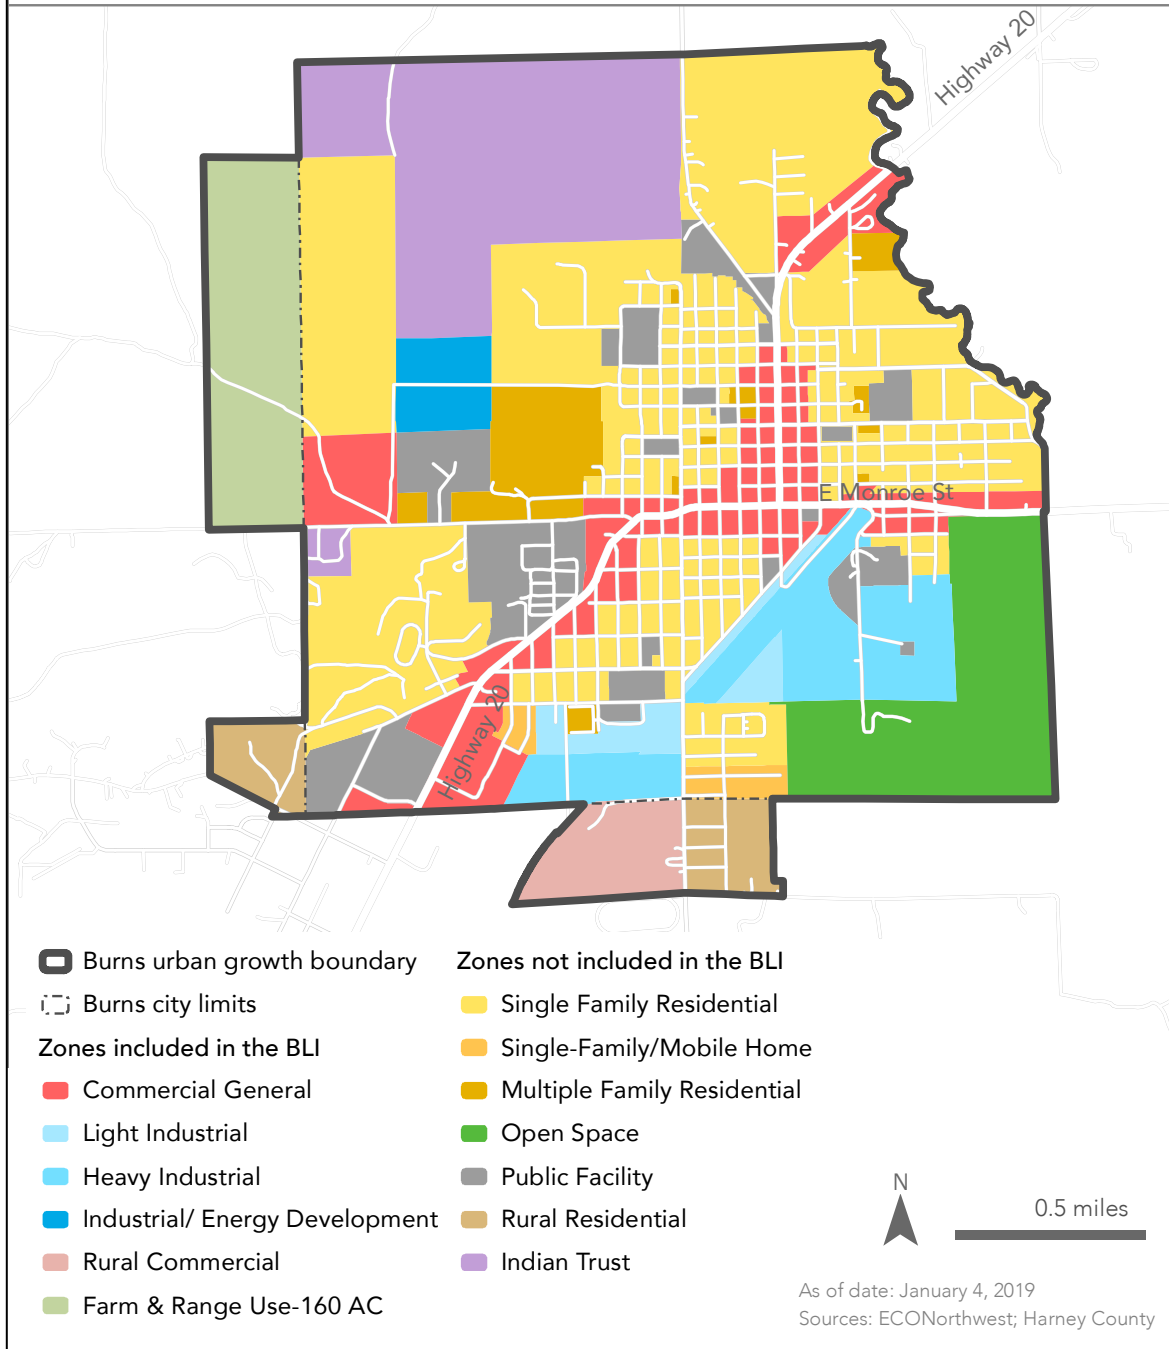 Highway 20
E Monroe St
Highway 20
Burns urban growth boundary
Burns city limits
Zones included in the BLI
Commercial General
Light Industrial
Heavy Industrial
Industrial/ Energy Development
Rural Commercial
Farm & Range Use-160 AC
Zones not included in the BLI
Single Family Residential
Single-Family/Mobile Home
Multiple Family Residential
Open Space
Public Facility
Rural Residential
Indian Trust
N
0.5 miles
As of date: January 4, 2019
Sources: ECONorthwest; Harney County